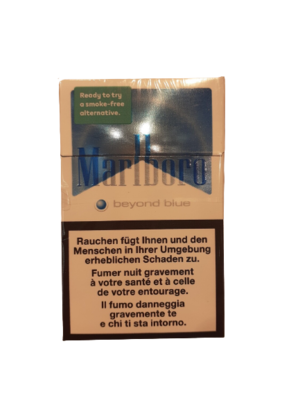 Ready to try
a smoke-free
alternative.
Marlboro
beyond blue
Rauchen fügt Ihnen und den
Menschen in Ihrer Umgebung
erheblichen Schaden zu.
Fumer nuit gravement
à votre santé et à celle
de votre entourage.
Il fumo danneggia
gravemente te
e chi ti sta intorno.